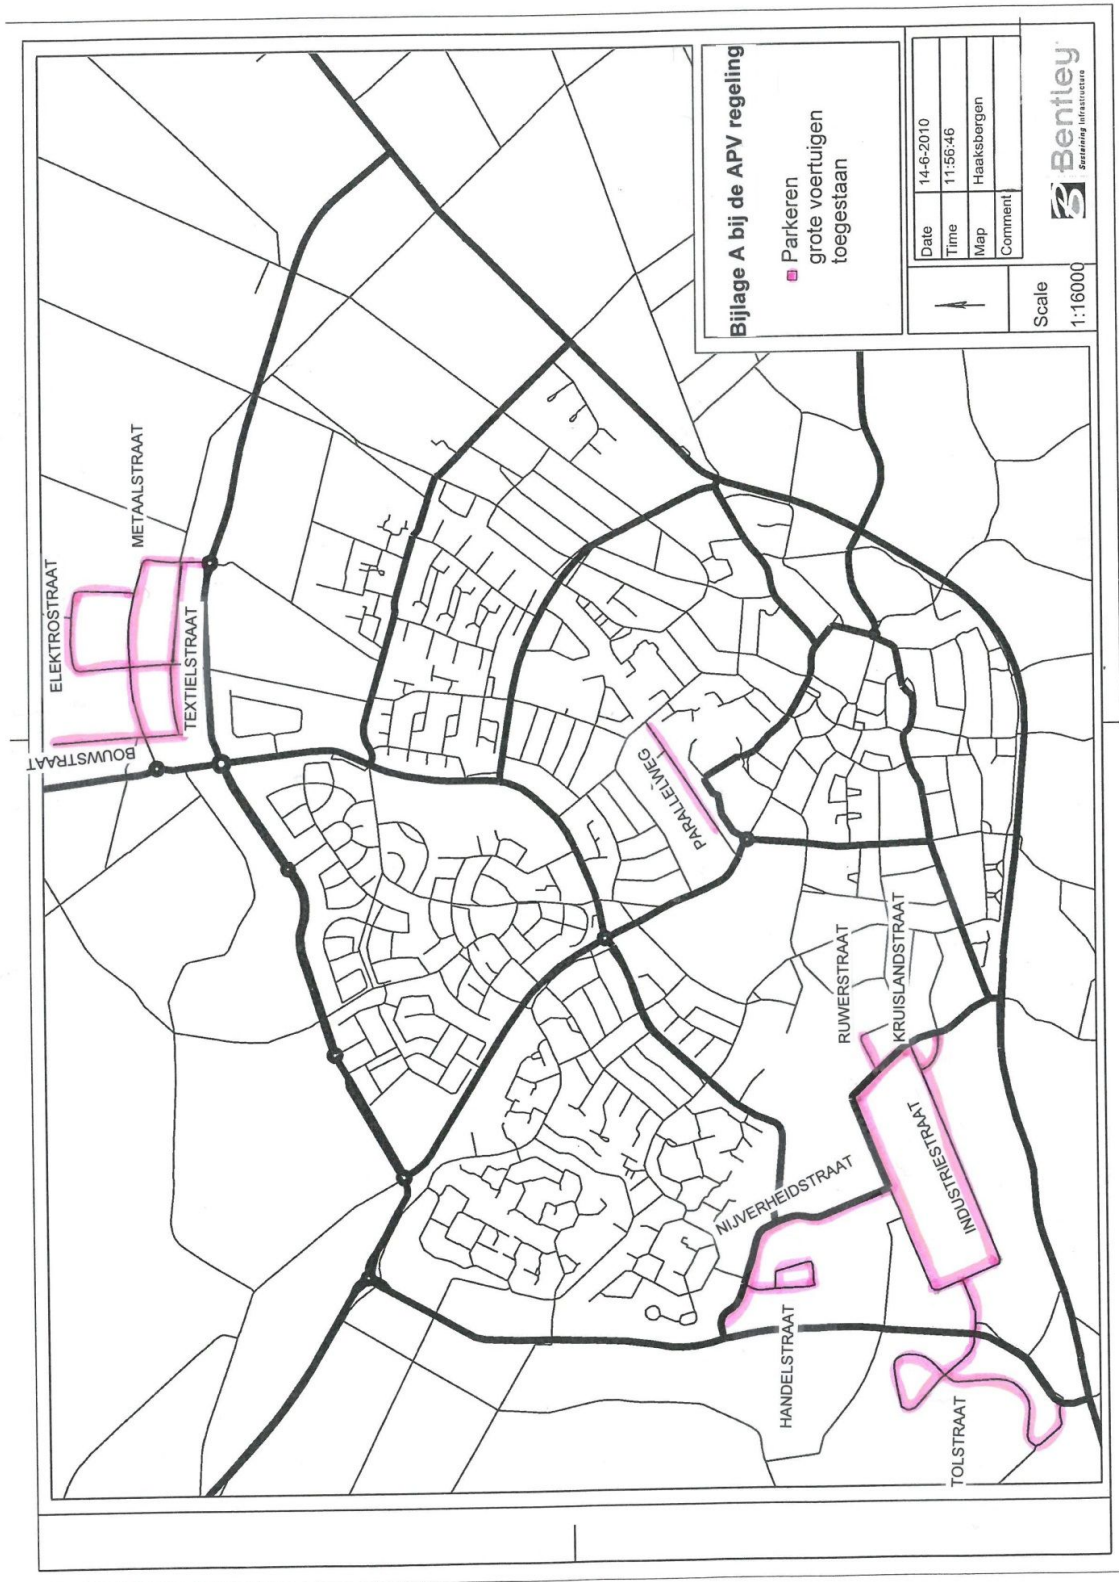 Bijlage A bij de APV regeling
Parkeren
grote voertuigen
toegestaan
Date 14-6-2010
Time 11:56:46
Map Haaksbergen
Comment
Scale
1:16000
Bentley
Sustaining Infrastructure
ELEKTROSTRAAT
METAALSTRAAT
TEXTIELSTRAAT
BOUWSTRAAT
PARALLELWEG
RUWERSTRAAT
KRUISLANDSTRAAT
INDUSTRIESTRAAT
NIJVERHEIDSTRAAT
HANDELSTRAAT
TOLSTRAAT